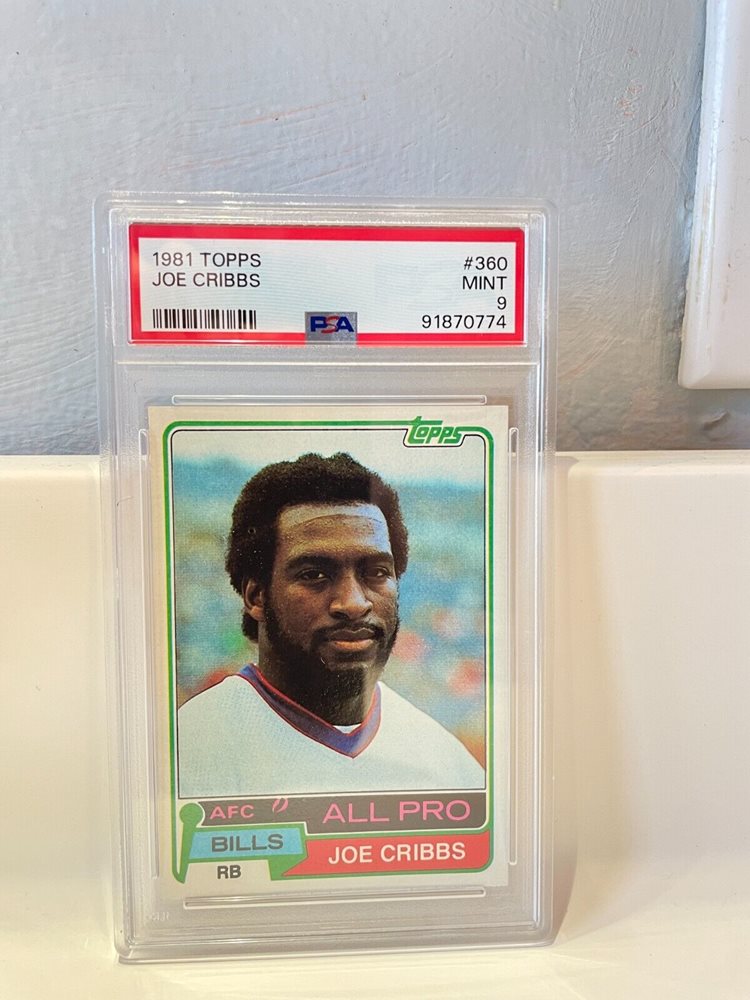 1981 TOPPS #360
JOE CRIBBS MINT
9
PSA 91870774
topps
AFC ALL PRO
BILLS
JOE CRIBBS
RB